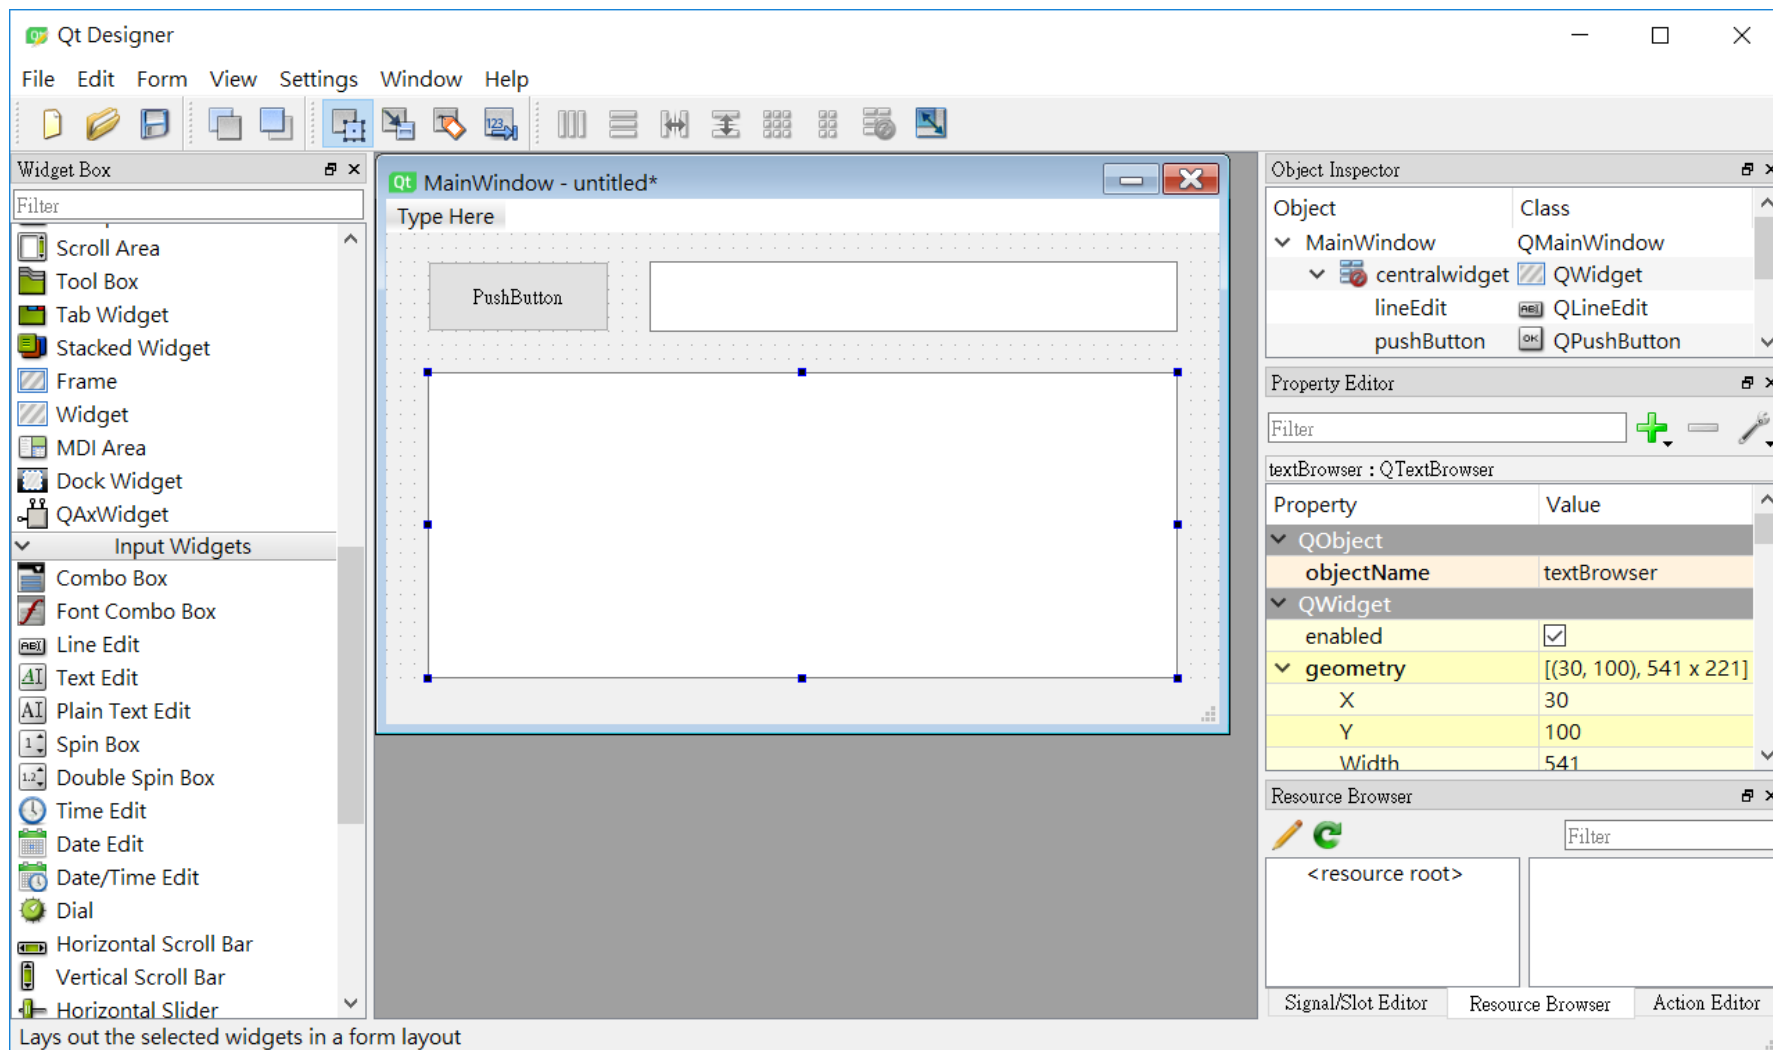 Qt Designer
File Edit Form View Settings Window Help
Widget Box
Filter
Scroll Area
Tool Box
Tab Widget
Stacked Widget
Frame
Widget
MDI Area
Dock Widget
QAxWidget
Input Widgets
Combo Box
Font Combo Box
Line Edit
Text Edit
Plain Text Edit
Spin Box
Double Spin Box
Time Edit
Date Edit
Date/Time Edit
Dial
Horizontal Scroll Bar
Vertical Scroll Bar
Horizontal Slider
Lays out the selected widgets in a form layout
MainWindow - untitled*
Type Here
PushButton
Object Inspector
Object Class
MainWindow QMainWindow
centralwidget QWidget
lineEdit QLineEdit
pushButton QPushButton
Property Editor
Filter
textBrowser : QTextBrowser
Property Value
QObject
objectName textBrowser
QWidget
enabled
geometry [(30, 100), 541 x 221]
X 30
Y 100
Width 541
Resource Browser
Filter
<resource root>
Signal/Slot Editor Resource Browser Action Editor